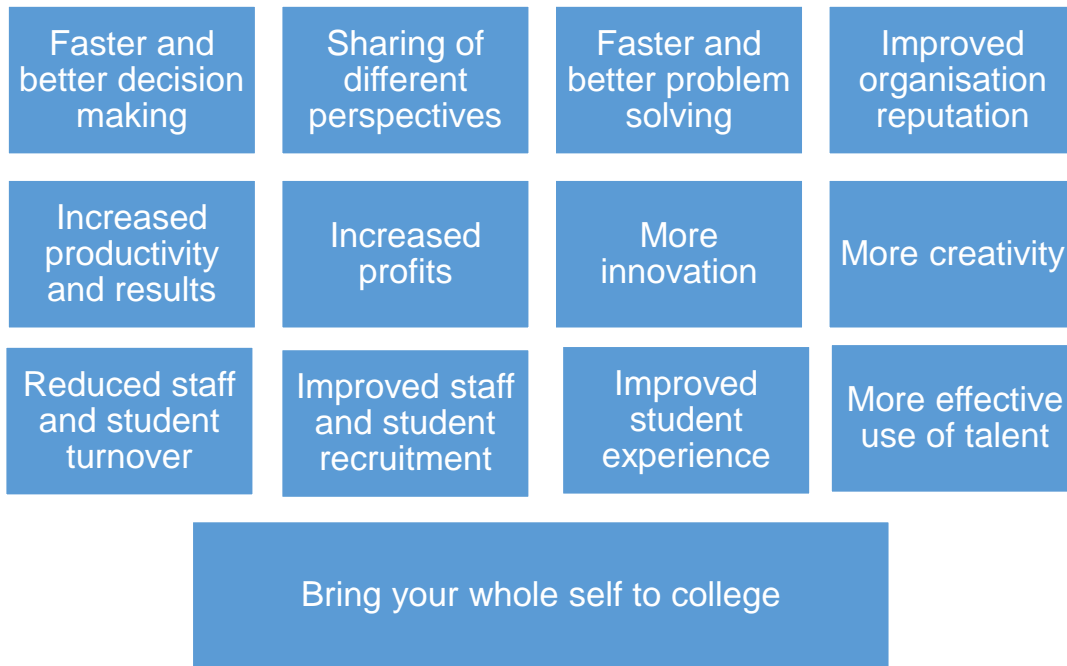 Faster and
better decision
making
Sharing of
different
perspectives
Faster and
better problem
solving
Improved
organisation
reputation
Increased
productivity
and results
Increased
profits
More
innovation
More creativity
Reduced staff
and student
turnover
Improved staff
and student
recruitment
Improved
student
experience
More effective
use of talent
Bring your whole self to college